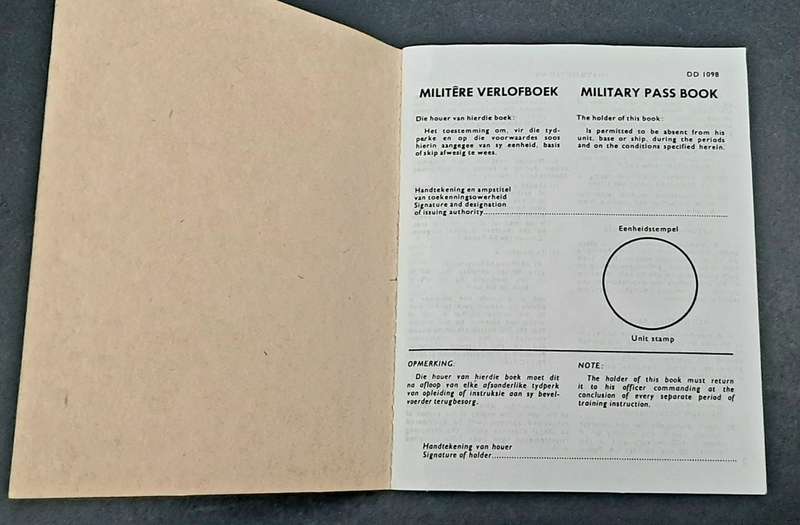 DD 1098
MILITÊRE VERLOFBOEK
MILITARY PASS BOOK
Die houer van hierdie boek:
Het toestemming om, vir die tyd-
perke en op die voorwaardes soos
hierin aangegee van sy eenheid, basis
of skip afwesig te wees.
The holder of this book:
Is permitted to be absent from his
unit, base or ship, during the periods
and on the conditions specified herein.
Handtekening en ampstitel
van toekenningsowerheid
Signature and designation
of issuing authority
Eenheidstempel
Unit stamp
OPMERKING:
Die houer van hierdie boek moet dit
na afloop van elke afsonderlike tydperk
van opleiding of instruksie aan sy bevel-
voerder terugbesorg.
NOTE:
The holder of this book must return
it to his officer commanding at the
conclusion of every separate period of
training instruction.
Handtekening van houer
Signature of holder